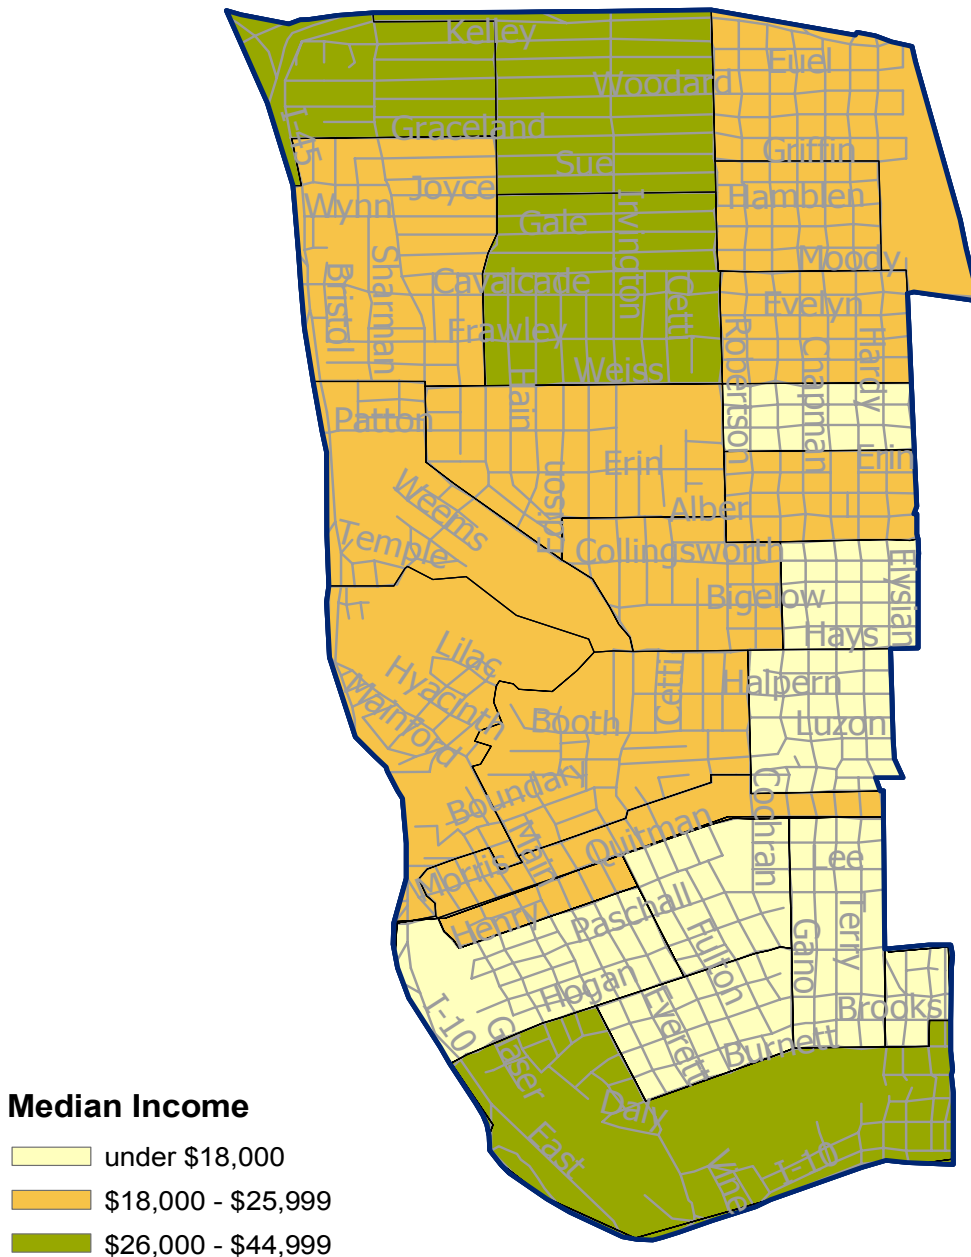 Kelley
Euel
Woodard
I-45
Graceland
Griffin
Sue
Joyce
Hamblen
Wynn
Irvington
Gale
Moody
Sharman
Bristol
Cavalcade
Cetti
Evelyn
Frawley
Robertson
Chapman
Hardy
Weiss
Hain
Patton
Erin
Erin
Weems
Edison
Alber
Temple
Collingsworth
Elysian
Bigelow
Hays
Lilac
Hyacinth
Cetti
Halpern
Mainford
Booth
Luzon
Boundary
Cochran
Quitman
Main
Morris
Lee
Paschall
Terry
Henry
Fulton
Gano
Hogan
Everett
Brooks
I-10
Glaser
Burnett
Daly
East
Vine
I-10
Median Income
under $18,000
$18,000 - $25,999
$26,000 - $44,999